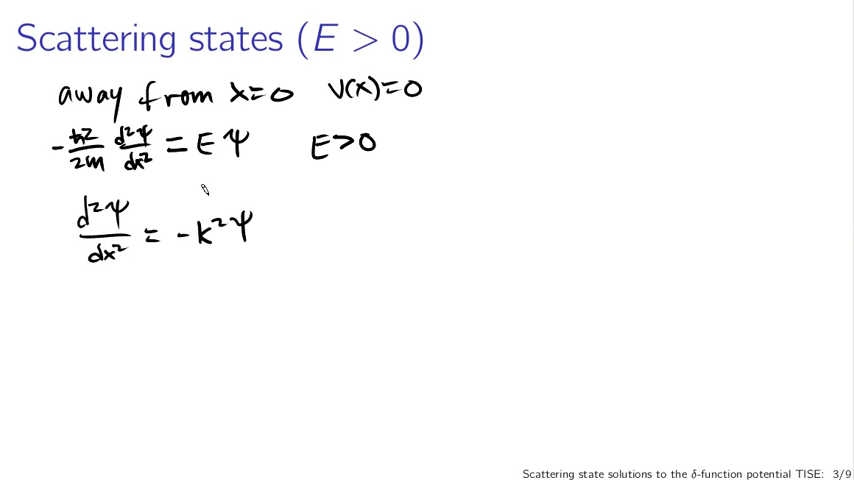 Scattering states (E > 0)
away from x=0 V(x)=0
-ħ²/2m d²ψ/dx² = Eψ E>0
d²ψ/dx² = -k²ψ
Scattering state solutions to the δ-function potential TISE: 3/9